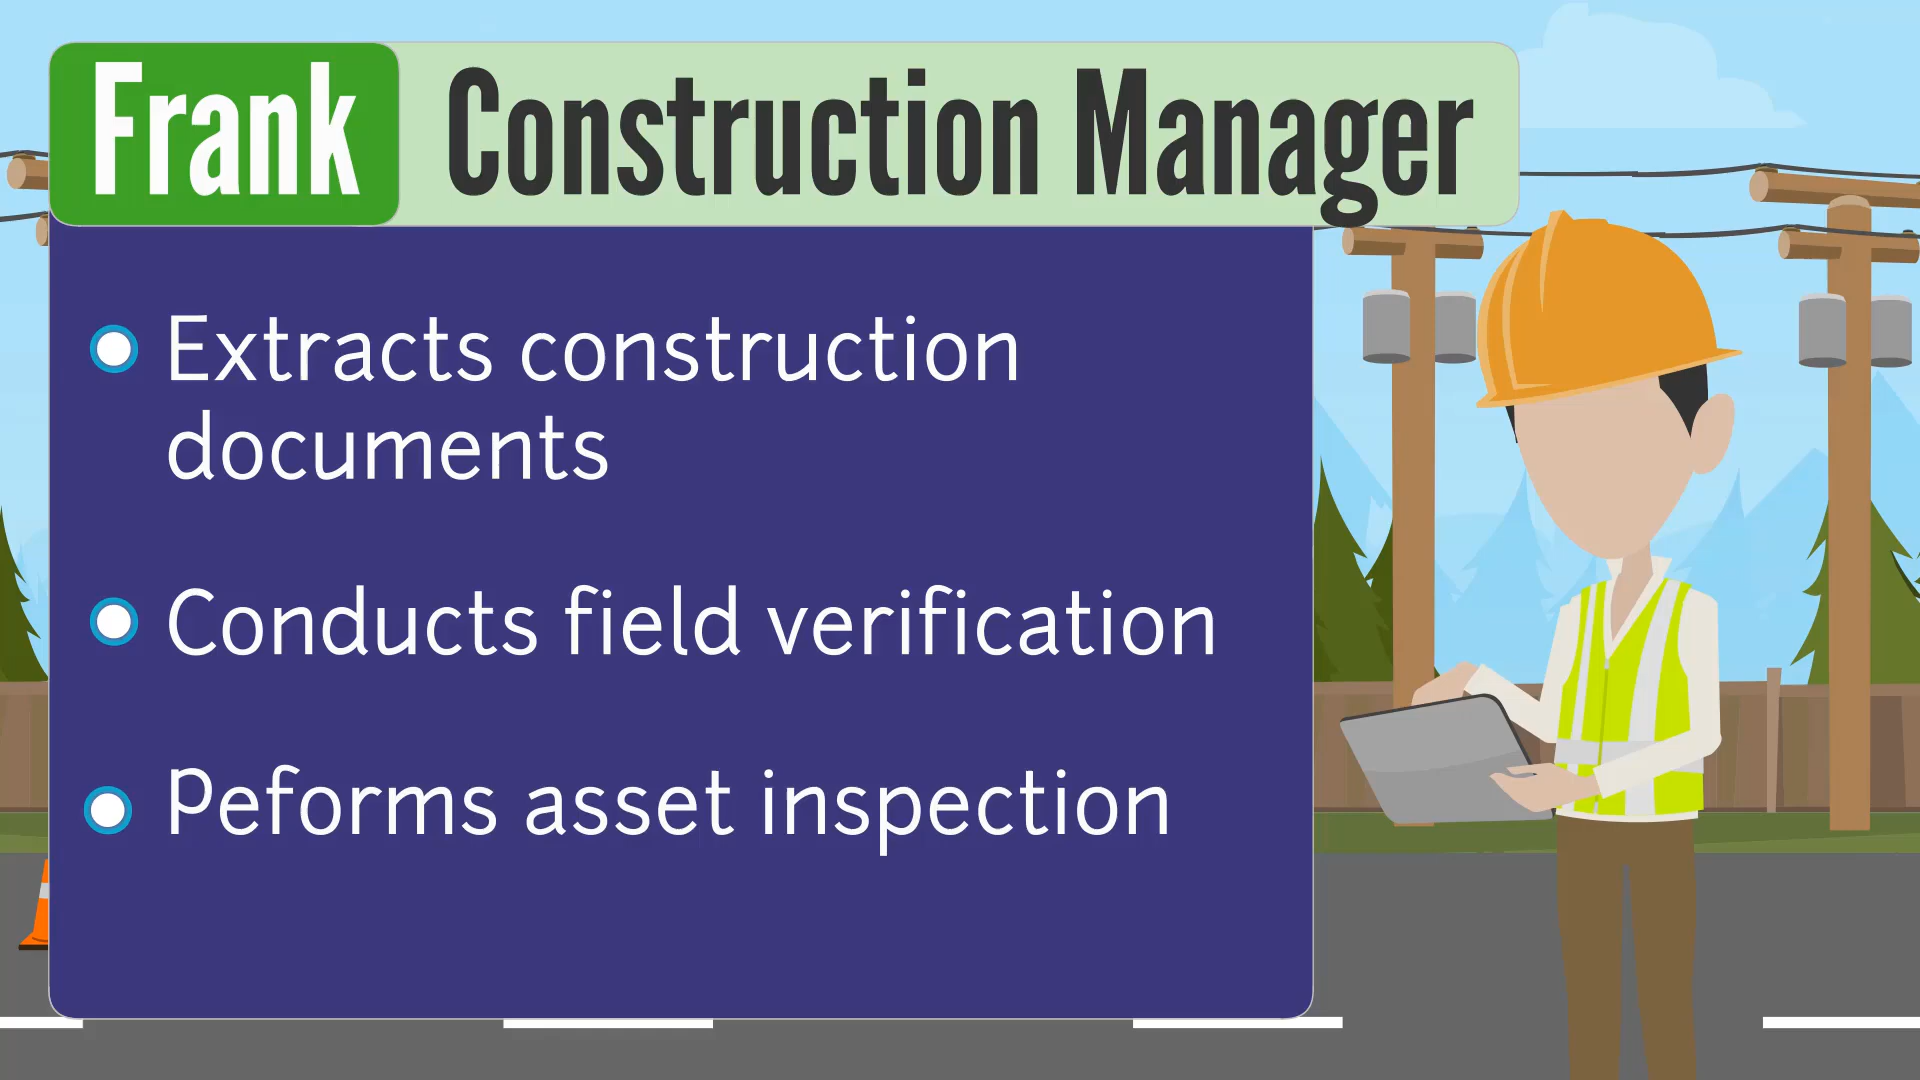 Frank Construction Manager
Extracts construction
documents
Conducts field verification
Peforms asset inspection